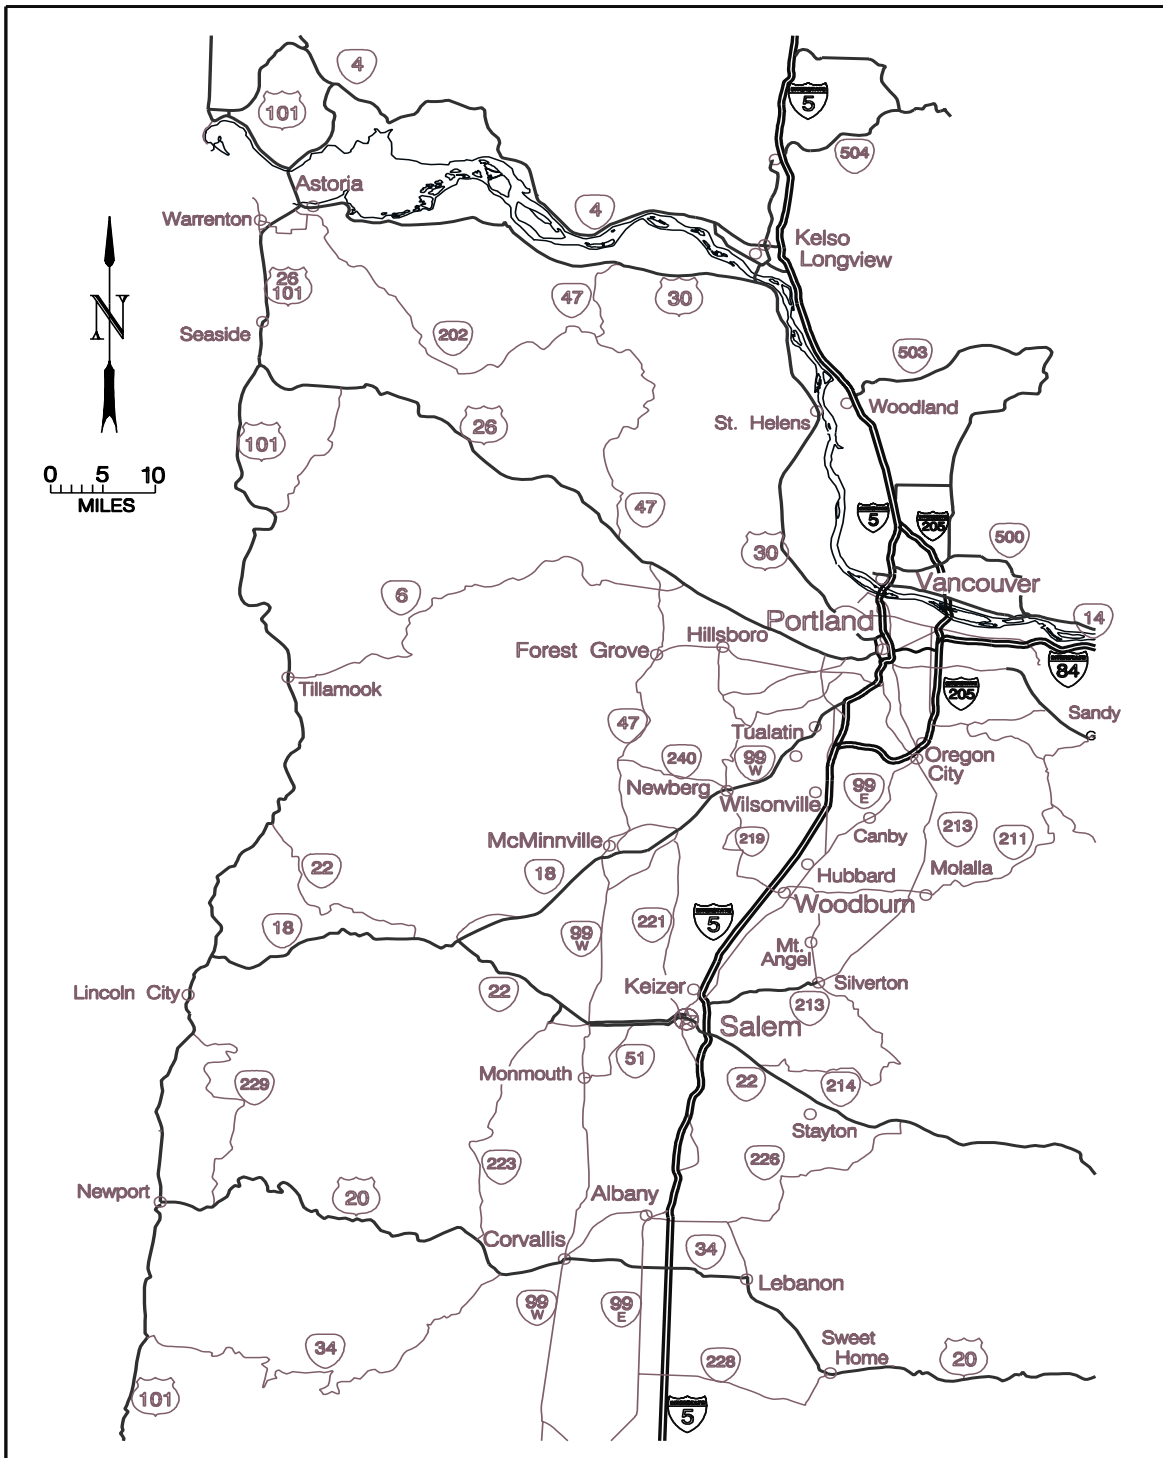 4
101
5
504
Astoria
Warrenton
4
Kelso
Longview
26
101
47
30
N
Seaside
202
503
Woodland
St. Helens
26
101
0 5 10
MILES
47
5
205
500
30
6
Vancouver
Portland
14
Hillsboro
Forest Grove
84
Tillamook
205
Sandy
47
Tualatin
240
99
W
Oregon
City
Newberg
Wilsonville
99
E
McMinnville
219
Canby
213
211
22
18
Hubbard
Molalla
Woodburn
221
5
18
99
W
Mt.
Angel
Keizer
Silverton
Lincoln City
22
213
Salem
51
Monmouth
229
22
214
Stayton
223
226
Newport
20
Albany
Corvallis
34
Lebanon
99
W
99
E
34
Sweet
Home
228
20
101
5